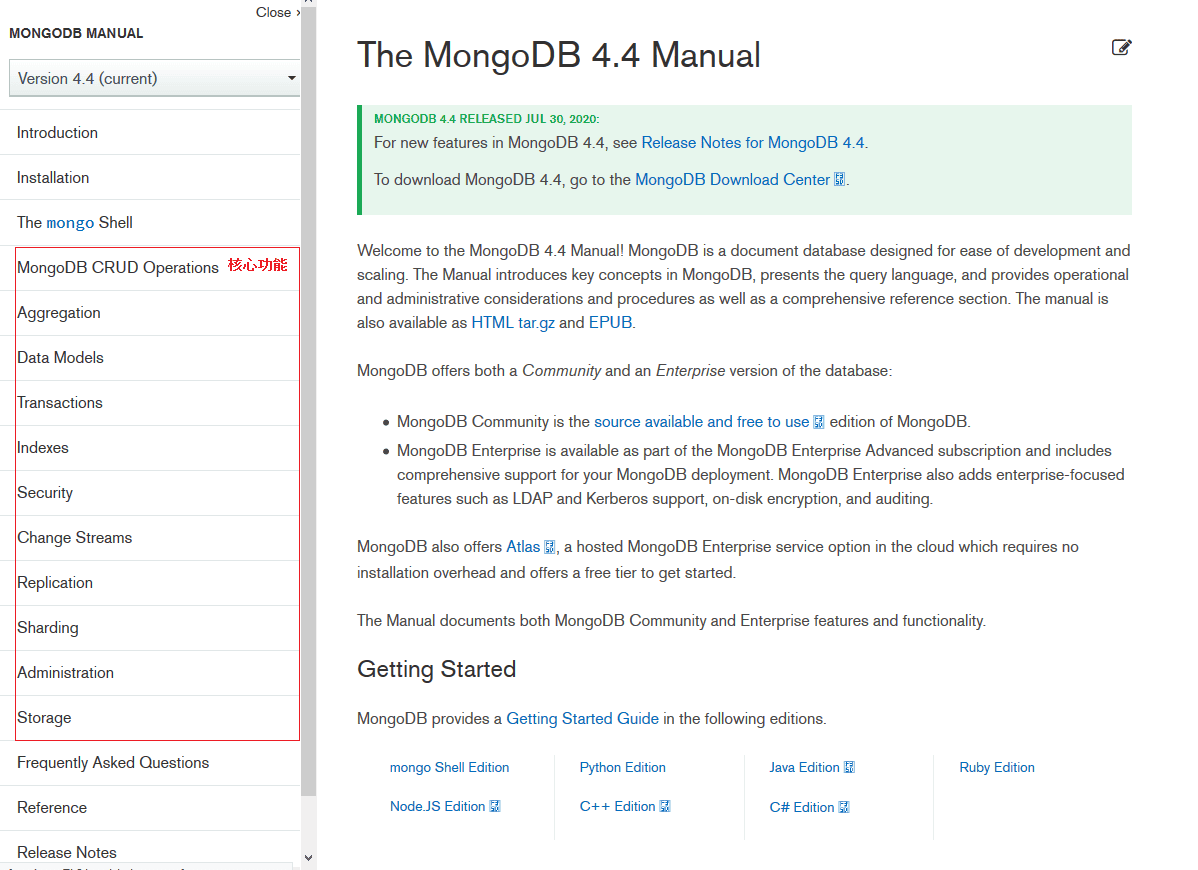 Close ›
MONGODB MANUAL
Version 4.4 (current)
Introduction
Installation
The mongo Shell
MongoDB CRUD Operations 核心功能
Aggregation
Data Models
Transactions
Indexes
Security
Change Streams
Replication
Sharding
Administration
Storage
Frequently Asked Questions
Reference
Release Notes
The MongoDB 4.4 Manual
MONGODB 4.4 RELEASED JUL 30, 2020:
For new features in MongoDB 4.4, see Release Notes for MongoDB 4.4.
To download MongoDB 4.4, go to the MongoDB Download Center.
Welcome to the MongoDB 4.4 Manual! MongoDB is a document database designed for ease of development and
scaling. The Manual introduces key concepts in MongoDB, presents the query language, and provides operational
and administrative considerations and procedures as well as a comprehensive reference section. The manual is
also available as HTML tar.gz and EPUB.
MongoDB offers both a Community and an Enterprise version of the database:
• MongoDB Community is the source available and free to use edition of MongoDB.
• MongoDB Enterprise is available as part of the MongoDB Enterprise Advanced subscription and includes
comprehensive support for your MongoDB deployment. MongoDB Enterprise also adds enterprise-focused
features such as LDAP and Kerberos support, on-disk encryption, and auditing.
MongoDB also offers Atlas, a hosted MongoDB Enterprise service option in the cloud which requires no
installation overhead and offers a free tier to get started.
The Manual documents both MongoDB Community and Enterprise features and functionality.
Getting Started
MongoDB provides a Getting Started Guide in the following editions.
mongo Shell Edition
Python Edition
Java Edition
Ruby Edition
Node.JS Edition
C++ Edition
C# Edition